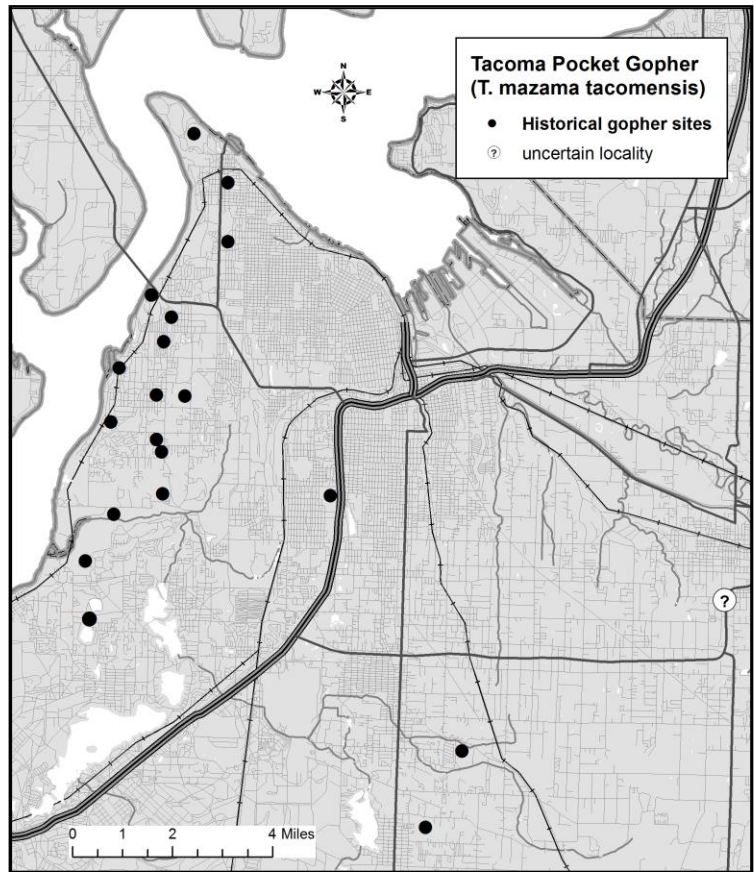 Tacoma Pocket Gopher
(T. mazama tacomensis)
Historical gopher sites
? uncertain locality
N
W E
S
?
0 1 2 4 Miles